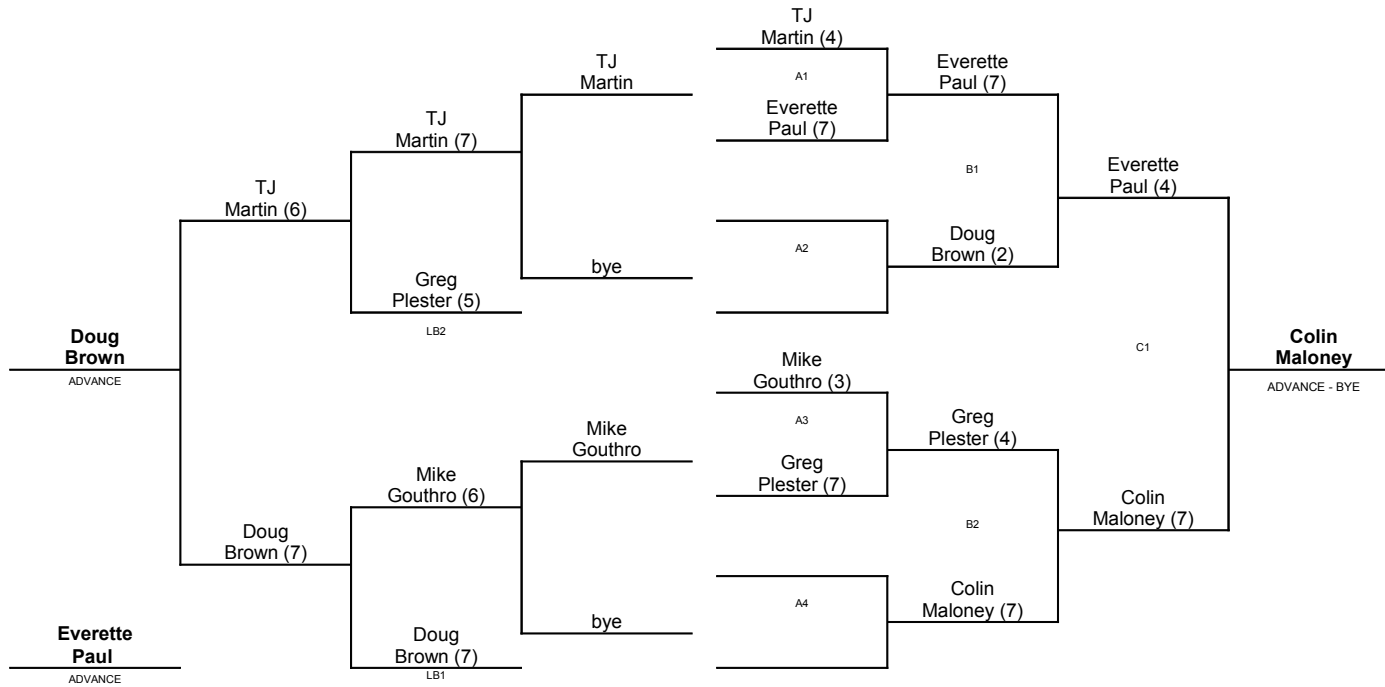 TJ
Martin (4)
A1
Everette
Paul (7)
TJ
Martin
Everette
Paul (7)
TJ
Martin (7)
B1
TJ
Martin (6)
Everette
Paul (4)
A2
Doug
Brown (2)
bye
Greg
Plester (5)
LB2
Doug
Brown
ADVANCE
C1
Colin
Maloney
ADVANCE - BYE
Mike
Gouthro (3)
A3
Greg
Plester (7)
Greg
Plester (4)
Mike
Gouthro
Mike
Gouthro (6)
Doug
Brown (7)
B2
Colin
Maloney (7)
A4
Colin
Maloney (7)
bye
Everette
Paul
ADVANCE
Doug
Brown (7)
LB1